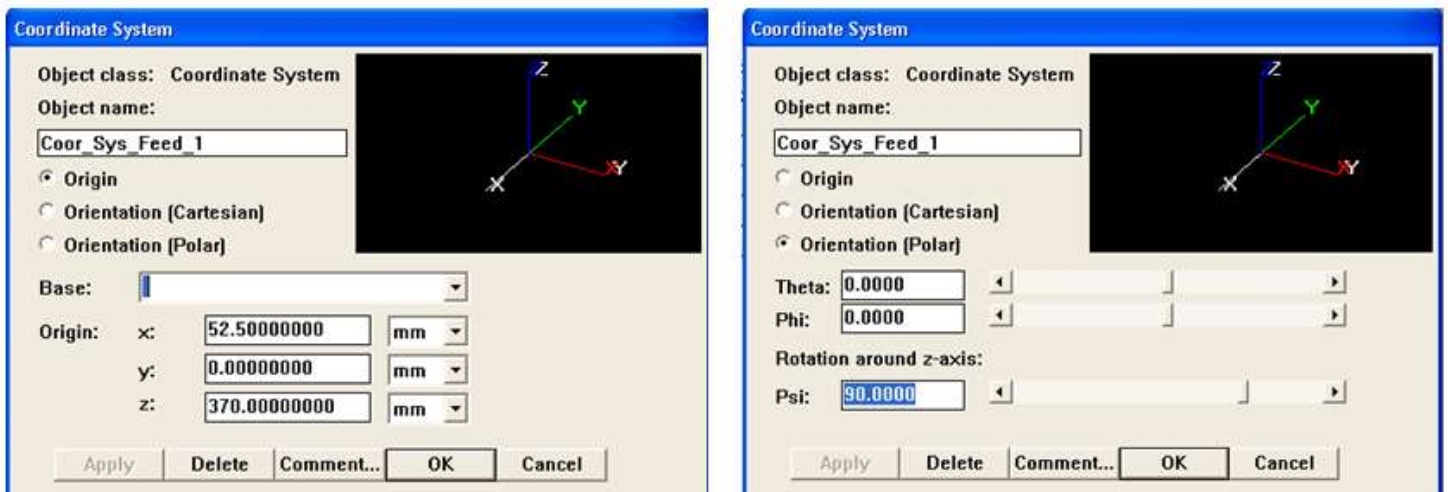 Coordinate System
Object class: Coordinate System
Object name:
Coor_Sys_Feed_1
Origin
Orientation (Cartesian)
Orientation (Polar)
Z
Y
X
XY
Base:
Origin: x: 52.50000000 mm
y: 0.00000000 mm
z: 370.00000000 mm
Apply Delete Comment... OK Cancel
Coordinate System
Object class: Coordinate System
Object name:
Coor_Sys_Feed_1
Origin
Orientation (Cartesian)
Orientation (Polar)
Z
Y
X
XY
Theta: 0.0000
Phi: 0.0000
Rotation around z-axis:
Psi: 90.0000
Apply Delete Comment... OK Cancel